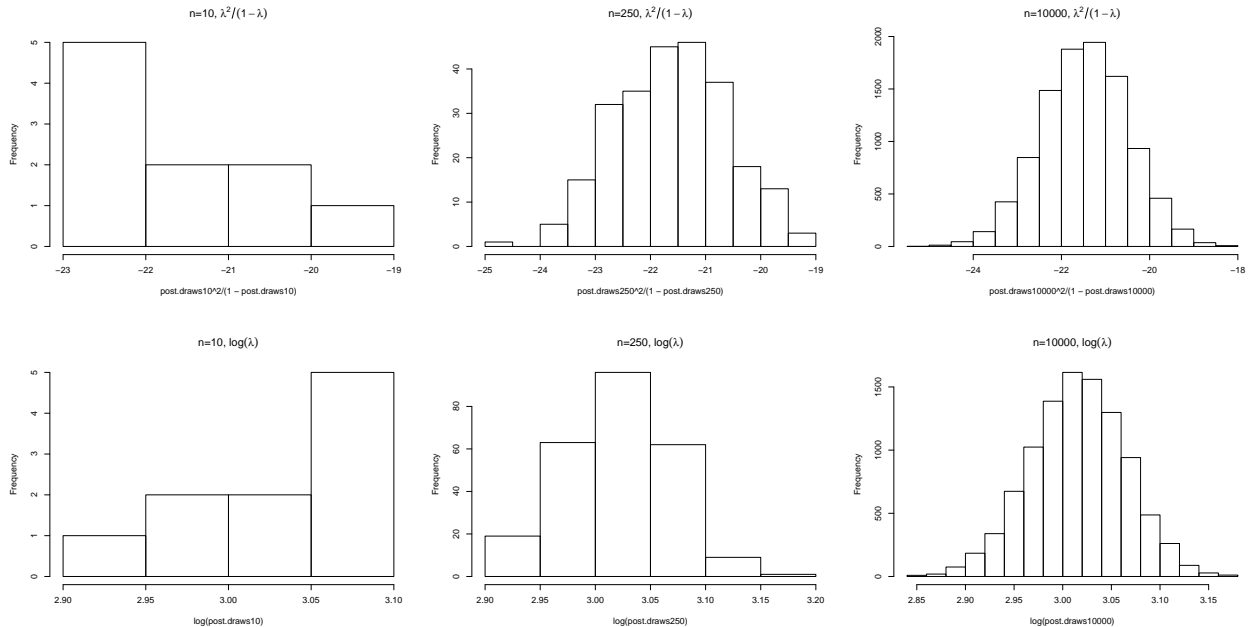 n=10, λ²/(1−λ)
Frequency
0 1 2 3 4 5
−23 −22 −21 −20 −19
post.draws10^2/(1 − post.draws10)
n=250, λ²/(1−λ)
Frequency
0 10 20 30 40
−25 −24 −23 −22 −21 −20 −19
post.draws250^2/(1 − post.draws250)
n=10000, λ²/(1−λ)
Frequency
0 500 1000 1500 2000
−24 −22 −20 −18
post.draws10000^2/(1 − post.draws10000)
n=10, log(λ)
Frequency
0 1 2 3 4 5
2.90 2.95 3.00 3.05 3.10
log(post.draws10)
n=250, log(λ)
Frequency
0 20 40 60 80
2.90 2.95 3.00 3.05 3.10 3.15 3.20
log(post.draws250)
n=10000, log(λ)
Frequency
0 500 1000 1500
2.85 2.90 2.95 3.00 3.05 3.10 3.15
log(post.draws10000)